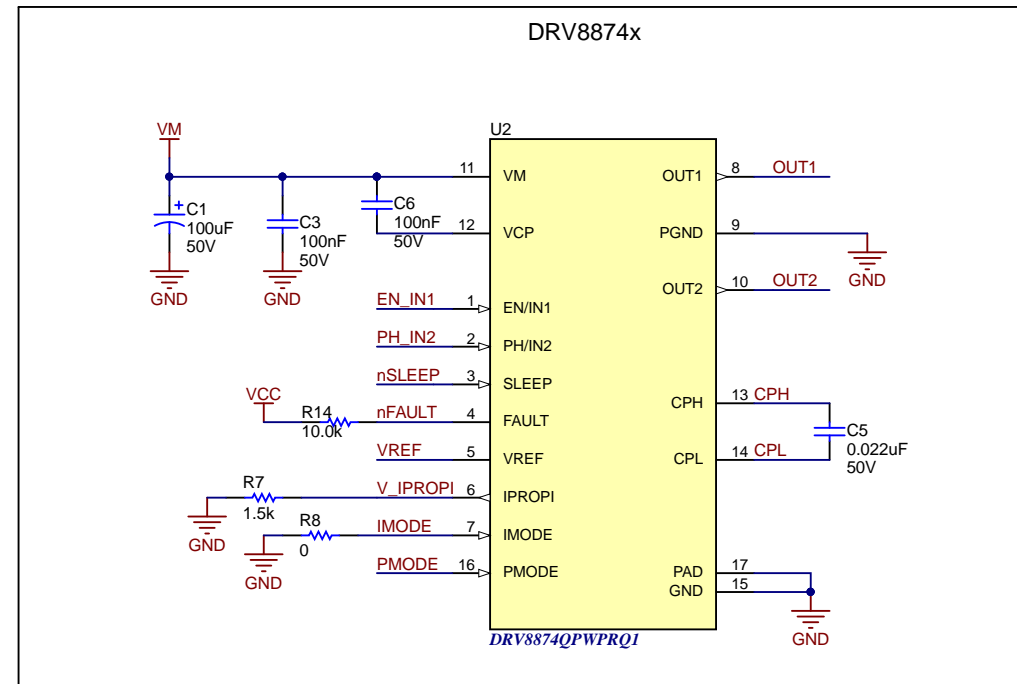 DRV8874x
U2
VM
11
VM
OUT1
8
OUT1
+
C1
100uF
50V
GND
C3
100nF
50V
GND
C6
100nF
50V
12
VCP
PGND
9
GND
OUT2
10
OUT2
EN_IN1
1
EN/IN1
PH_IN2
2
PH/IN2
nSLEEP
3
SLEEP
VCC
R14
10.0k
nFAULT
4
FAULT
CPH
13
CPH
C5
0.022uF
50V
VREF
5
VREF
CPL
14
CPL
R7
1.5k
GND
V_IPROPI
6
IPROPI
R8
0
GND
IMODE
7
IMODE
PMODE
16
PMODE
PAD
17
GND
15
GND
DRV8874QPWPRQ1